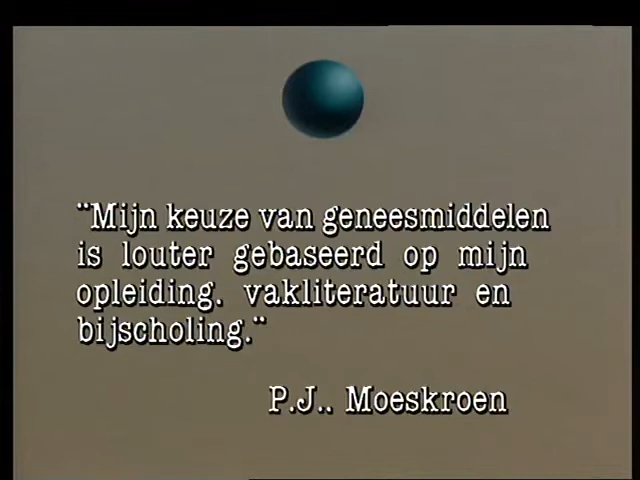 ¨Mijn keuze van geneesmiddelen
is louter gebaseerd op mijn
opleiding. vakliteratuur en
bijscholing.¨
P.J.. Moeskroen